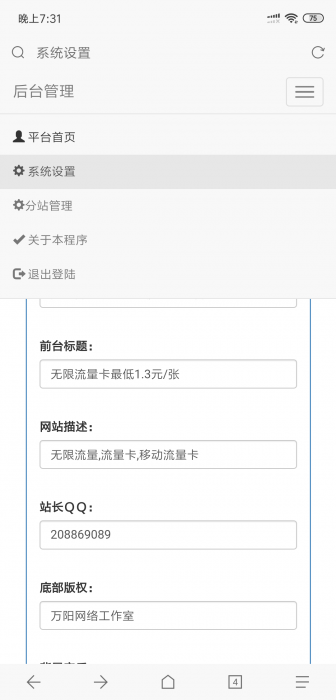 晚上7:31
75
系统设置
后台管理
平台首页
系统设置
分站管理
关于本程序
退出登陆
前台标题：
无限流量卡最低1.3元/张
网站描述：
无限流量,流量卡,移动流量卡
站长QQ：
208869089
底部版权：
万阳网络工作室
4